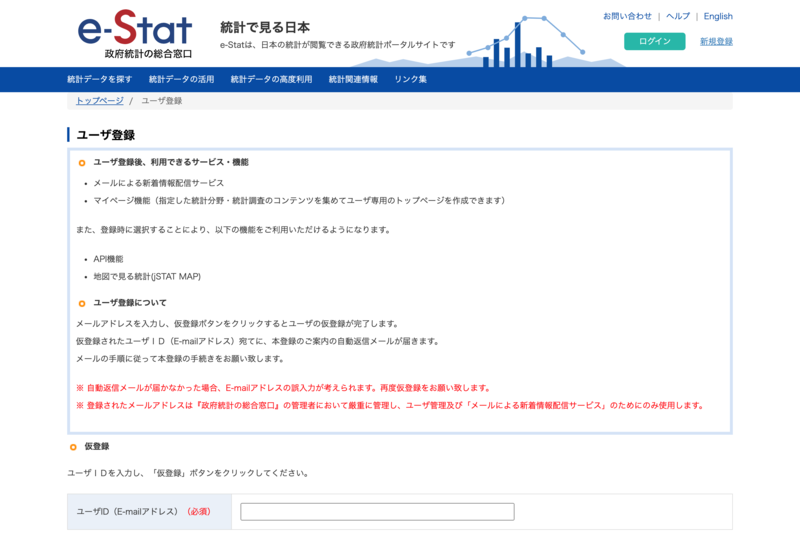 e-Stat
政府統計の総合窓口
統計で見る日本
e-Statは、日本の統計が閲覧できる政府統計ポータルサイトです
お問い合わせ | ヘルプ | English
ログイン 新規登録
統計データを探す 統計データの活用 統計データの高度利用 統計関連情報 リンク集
トップページ / ユーザ登録
ユーザ登録
ユーザ登録後、利用できるサービス・機能
• メールによる新着情報配信サービス
• マイページ機能（指定した統計分野・統計調査のコンテンツを集めてユーザ専用のトップページを作成できます）
また、登録時に選択することにより、以下の機能をご利用いただけるようになります。
• API機能
• 地図で見る統計(jSTAT MAP)
ユーザ登録について
メールアドレスを入力し、仮登録ボタンをクリックするとユーザの仮登録が完了します。
仮登録されたユーザＩＤ（E-mailアドレス）宛てに、本登録のご案内の自動返信メールが届きます。
メールの手順に従って本登録の手続きをお願い致します。
※ 自動返信メールが届かなかった場合、E-mailアドレスの誤入力が考えられます。再度仮登録をお願い致します。
※ 登録されたメールアドレスは『政府統計の総合窓口』の管理者において厳重に管理し、ユーザ管理及び「メールによる新着情報配信サービス」のためにのみ使用します。
仮登録
ユーザＩＤを入力し、「仮登録」ボタンをクリックしてください。
ユーザID（E-mailアドレス）（必須）